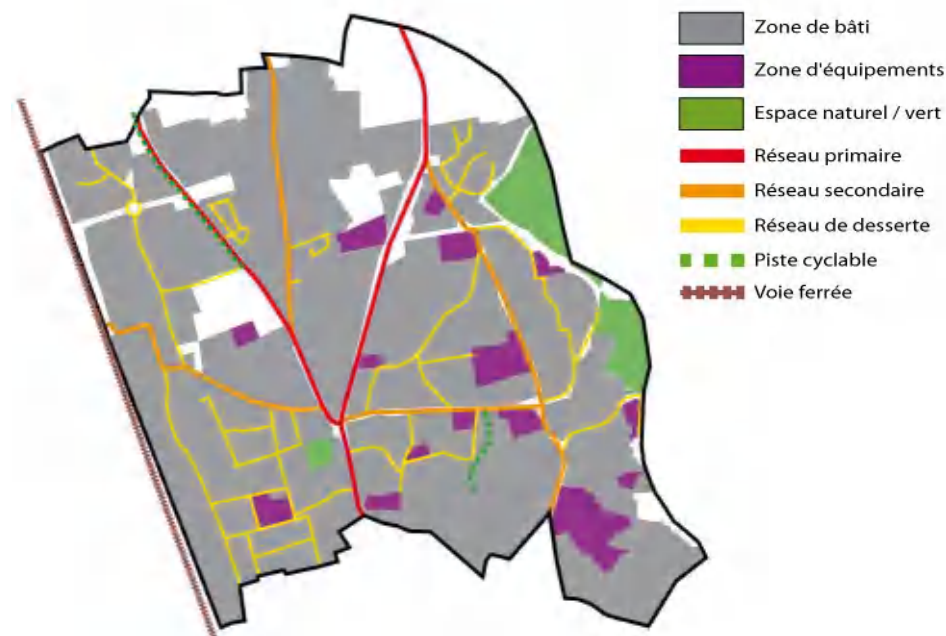 Zone de bâti
Zone d'équipements
Espace naturel / vert
Réseau primaire
Réseau secondaire
Réseau de desserte
Piste cyclable
Voie ferrée